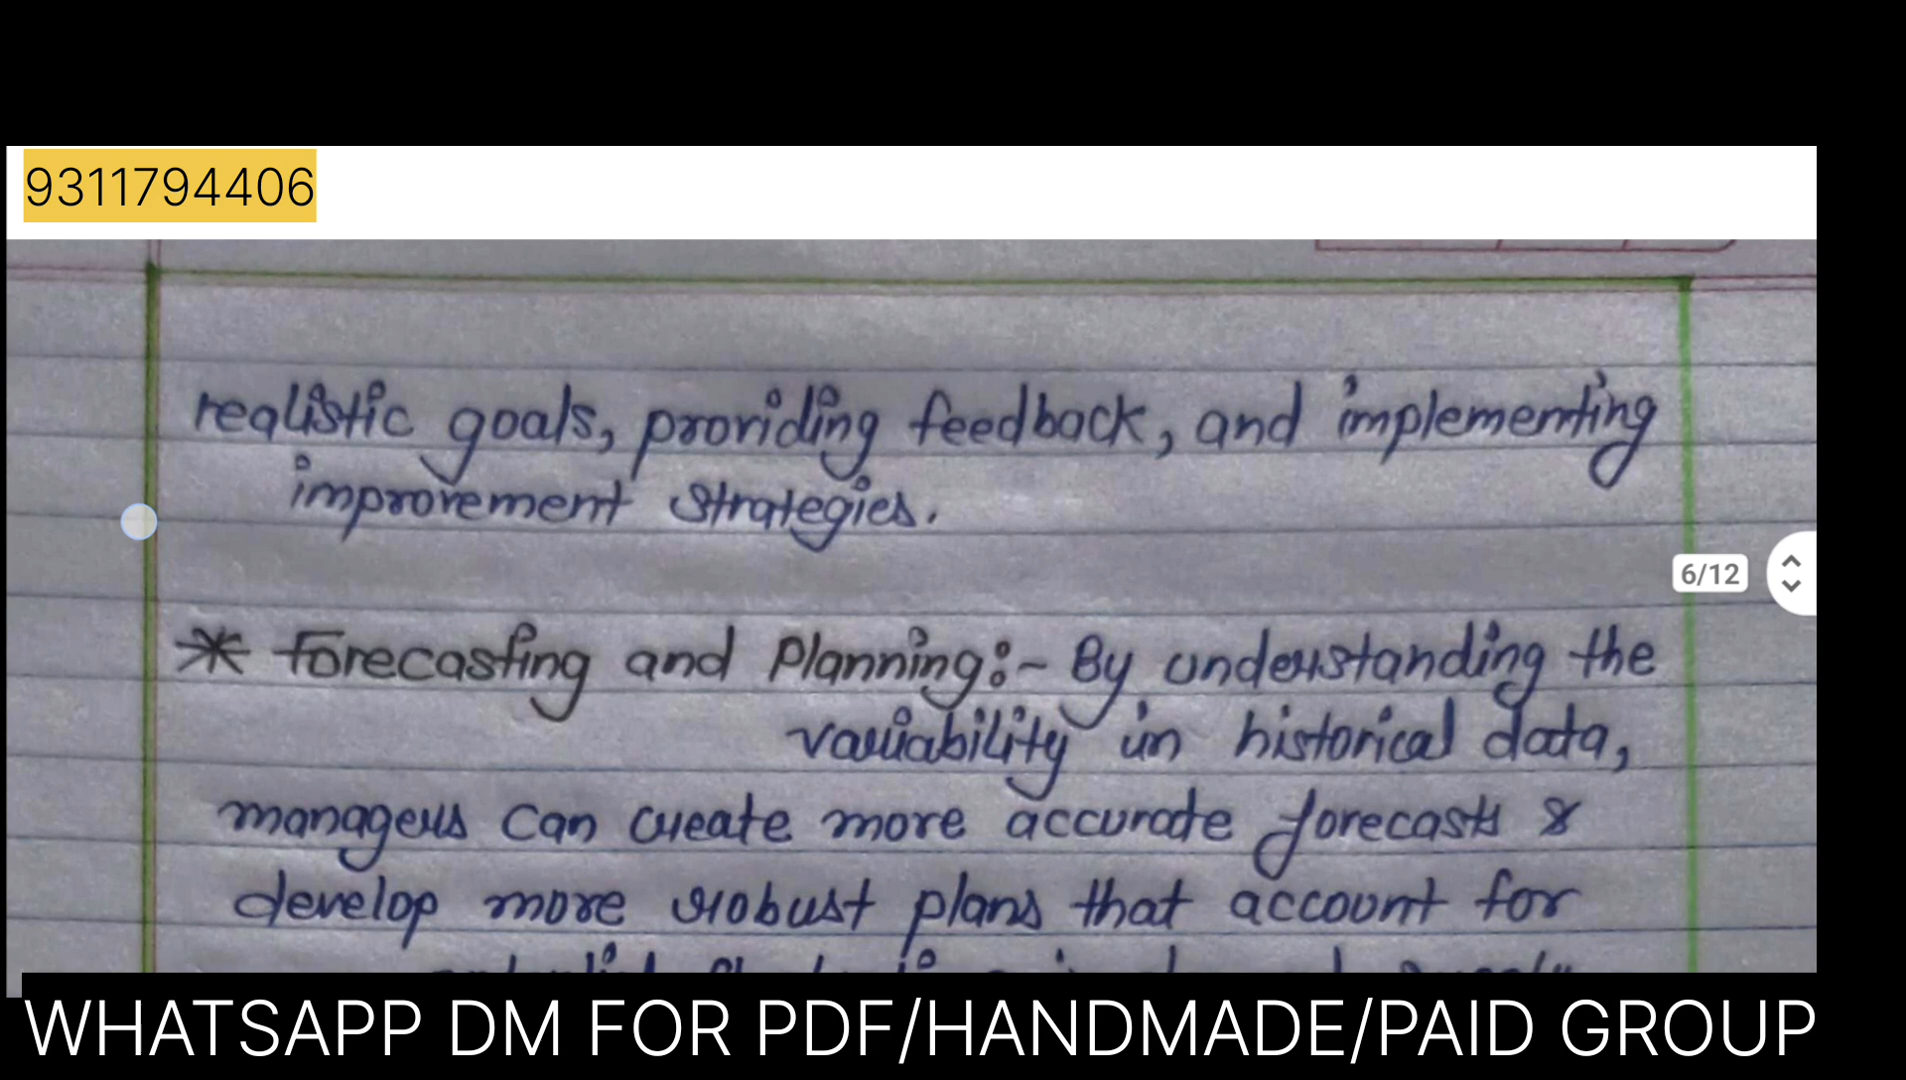 9311794406
realistic goals, providing feedback, and implementing
improvement strategies.
6/12
* Forecasting and Planning:- By understanding the
variability in historical data,
managers can create more accurate forecasts &
develop more robust plans that account for
WHATSAPP DM FOR PDF/HANDMADE/PAID GROUP